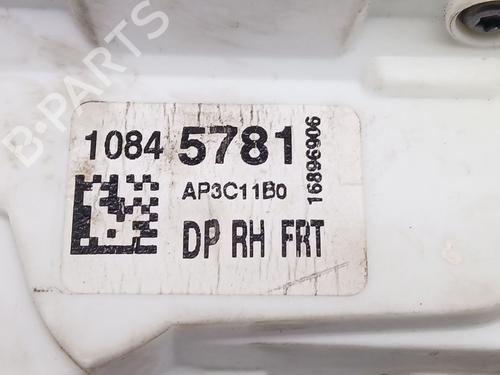 B-PARTS
1084 5781
AP3C11B0
16896906
DP RH FRT